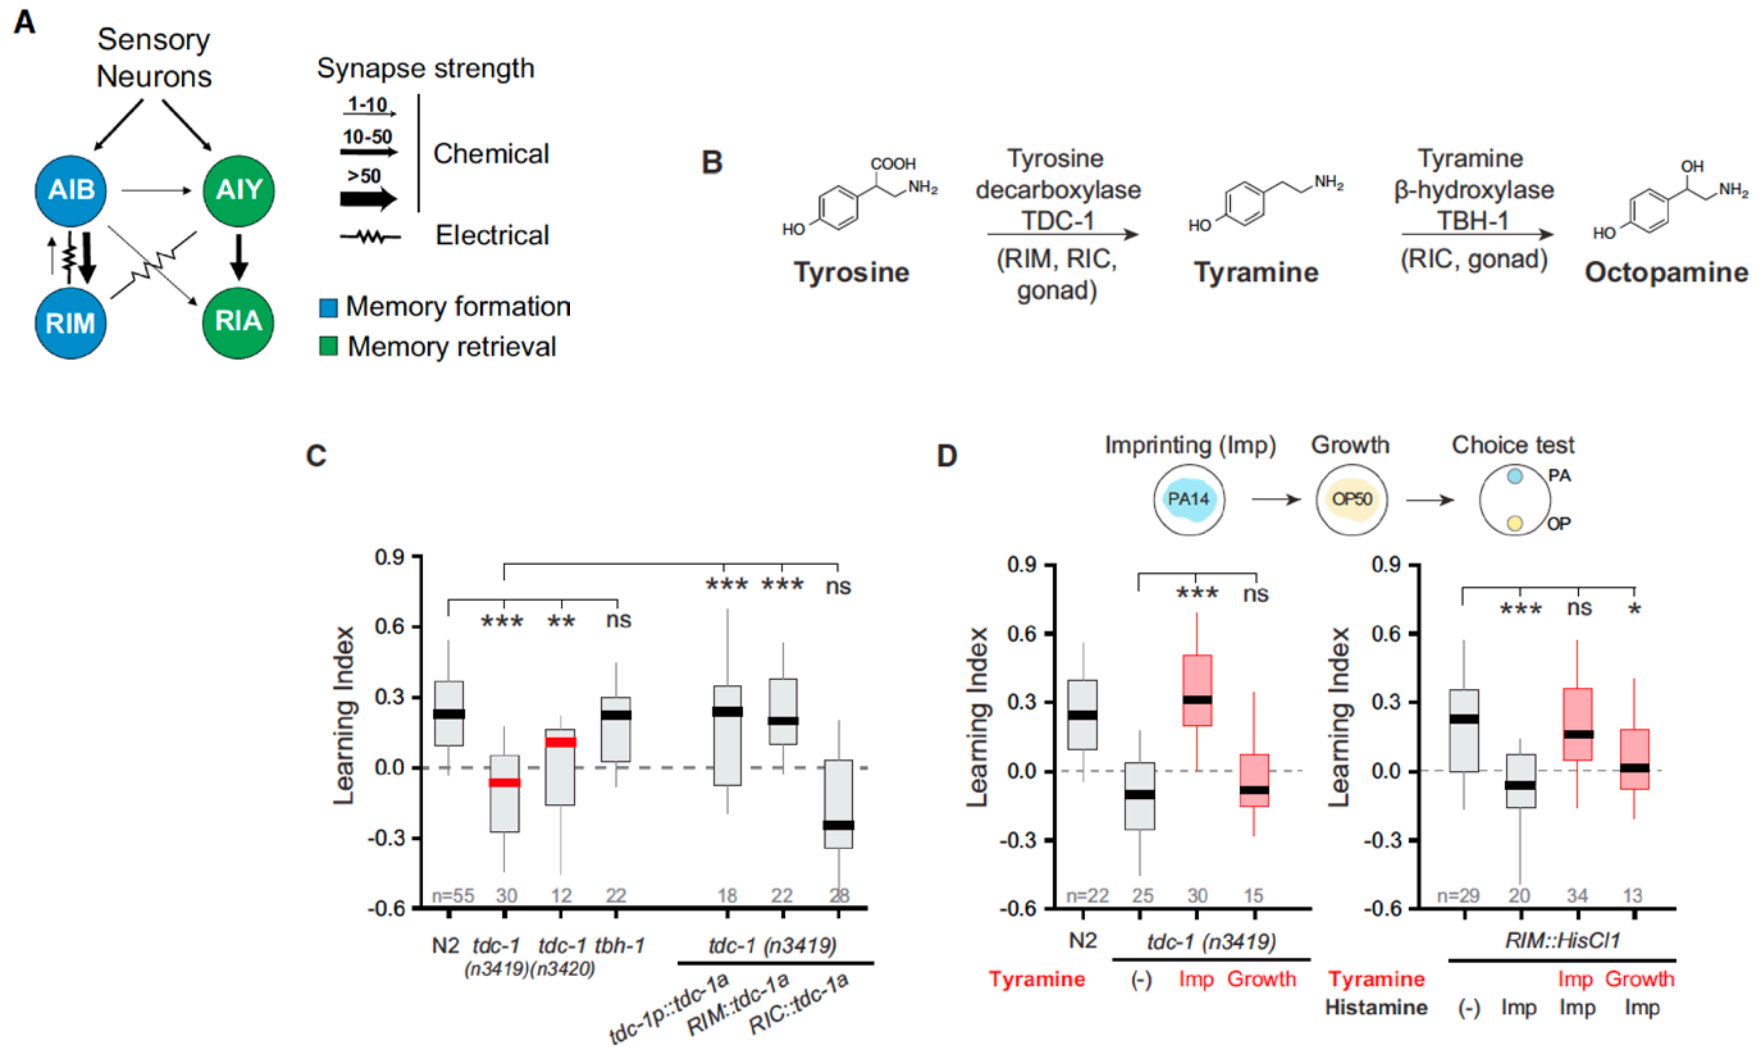 A
Sensory
Neurons
Synapse strength
1-10
10-50
>50
Chemical
Electrical
AIB
AIY
RIM
RIA
Memory formation
Memory retrieval
B
COOH
NH₂
HO
Tyrosine
Tyrosine
decarboxylase
TDC-1
(RIM, RIC,
gonad)
NH₂
HO
Tyramine
Tyramine
β-hydroxylase
TBH-1
(RIC, gonad)
OH
NH₂
HO
Octopamine
C
Learning Index
0.9
0.6
0.3
0.0
-0.3
-0.6
*** ** ns
*** *** ns
n=55 30 12 22 18 22 28
N2 tdc-1 tdc-1 tbh-1 tdc-1 (n3419)
(n3419) (n3420)
tdc-1p::tdc-1a
RIM::tdc-1a
RIC::tdc-1a
D
Imprinting (Imp) Growth Choice test
PA14
OP50
PA
OP
Learning Index
0.9
0.6
0.3
0.0
-0.3
-0.6
*** ns
n=22 25 30 15
N2 tdc-1 (n3419)
Tyramine (-) Imp Growth
Learning Index
0.9
0.6
0.3
0.0
-0.3
-0.6
*** ns *
n=29 20 34 13
RIM::HisCl1
Tyramine Imp Growth
Histamine (-) Imp Imp Imp